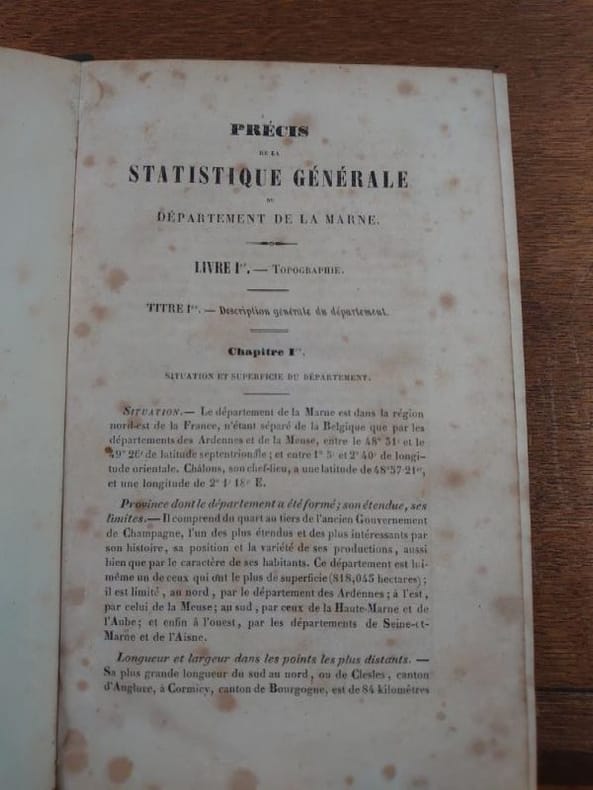 PRÉCIS
DE LA
STATISTIQUE GÉNÉRALE
DU
DÉPARTEMENT DE LA MARNE.
LIVRE Iᵉʳ. — TOPOGRAPHIE.
TITRE Iᵉʳ. — Description générale du département.
Chapitre Iᵉʳ.
SITUATION ET SUPERFICIE DU DÉPARTEMENT.
SITUATION. — Le département de la Marne est dans la région
nord-est de la France, n'étant séparé de la Belgique que par les
départements des Ardennes et de la Meuse, entre le 48° 31' et le
49° 26' de latitude septentrionale ; et entre 1° 5' et 2° 40' de longi-
tude orientale. Châlons, son chef-lieu, a une latitude de 48° 57' 21",
et une longitude de 2° 1' 18" E.
Province dont le département a été formé ; son étendue, ses
limites. — Il comprend du quart au tiers de l'ancien Gouvernement
de Champagne, l'un des plus étendus et des plus intéressants par
son histoire, sa position et la variété de ses productions, aussi
bien que par le caractère de ses habitants. Ce département est lui-
même un de ceux qui ont le plus de superficie (818,045 hectares) ;
il est limité, au nord, par le département des Ardennes ; à l'est,
par celui de la Meuse ; au sud, par ceux de la Haute-Marne et de
l'Aube ; et enfin à l'ouest, par les départements de Seine-et-
Marne et de l'Aisne.
Longueur et largeur dans les points les plus distants. —
Sa plus grande longueur du sud au nord, ou de Clesles, canton
d'Anglure, à Cormicy, canton de Bourgogne, est de 84 kilomètres